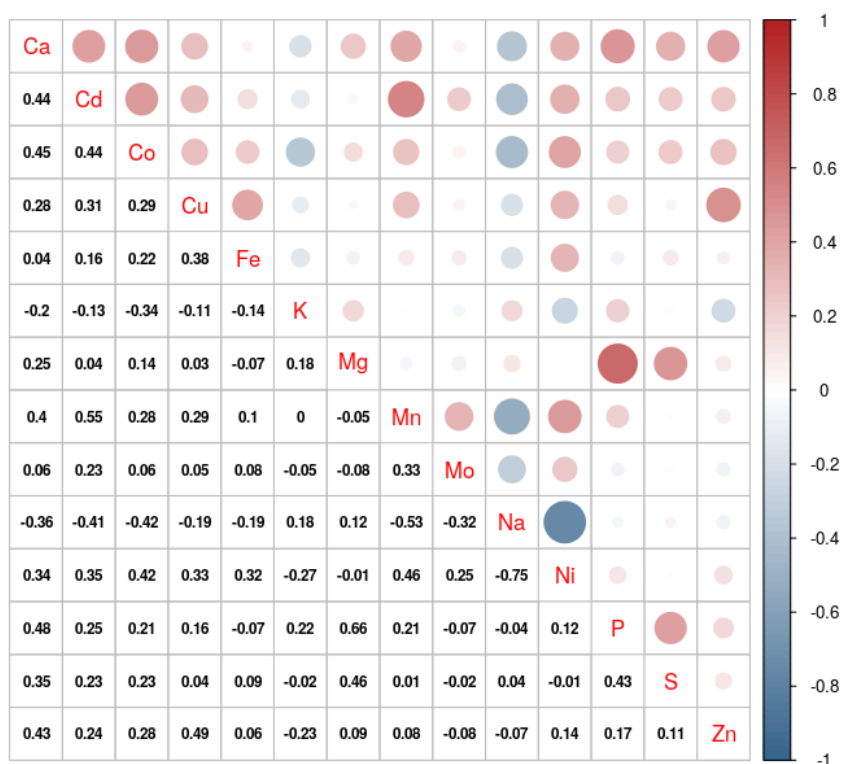 Ca
0.44 Cd
0.45 0.44 Co
0.28 0.31 0.29 Cu
0.04 0.16 0.22 0.38 Fe
-0.2 -0.13 -0.34 -0.11 -0.14 K
0.25 0.04 0.14 0.03 -0.07 0.18 Mg
0.4 0.55 0.28 0.29 0.1 0 -0.05 Mn
0.06 0.23 0.06 0.05 0.08 -0.05 -0.08 0.33 Mo
-0.36 -0.41 -0.42 -0.19 -0.19 0.18 0.12 -0.53 -0.32 Na
0.34 0.35 0.42 0.33 0.32 -0.27 -0.01 0.46 0.25 -0.75 Ni
0.48 0.25 0.21 0.16 -0.07 0.22 0.66 0.21 -0.07 -0.04 0.12 P
0.35 0.23 0.23 0.04 0.09 -0.02 0.46 0.01 -0.02 0.04 -0.01 0.43 S
0.43 0.24 0.28 0.49 0.06 -0.23 0.09 0.08 -0.08 -0.07 0.14 0.17 0.11 Zn
1
0.8
0.6
0.4
0.2
0
-0.2
-0.4
-0.6
-0.8
-1